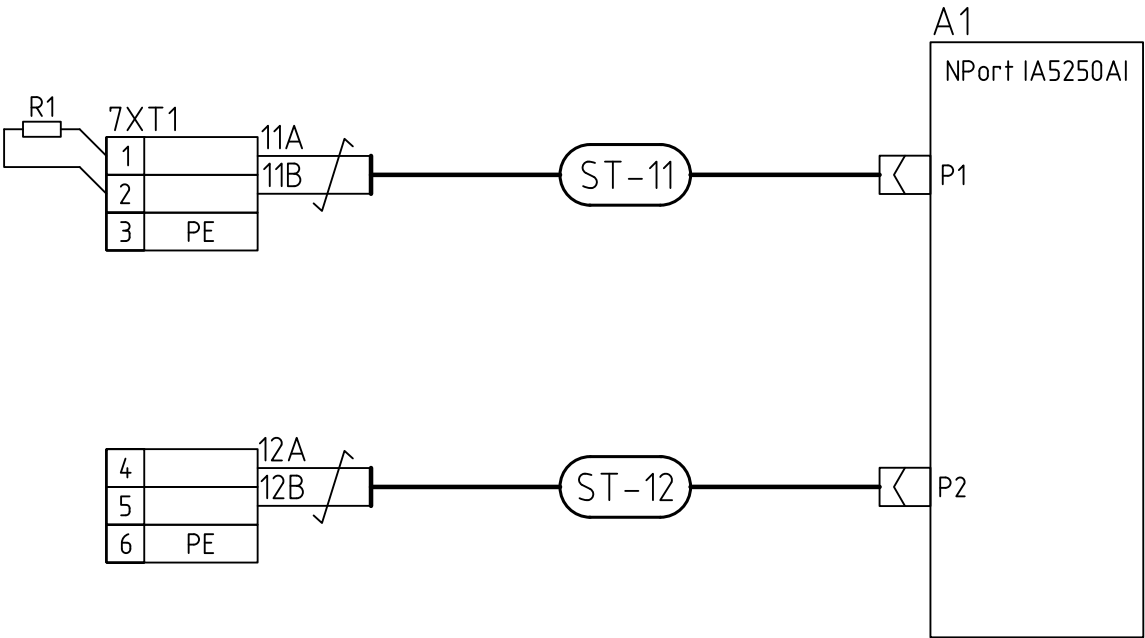 A1
NPort IA5250AI
R1
7XT1
1
11A
2
11B
3 PE
ST-11
P1
4
12A
5
12B
6 PE
ST-12
P2